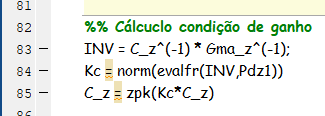 81
82 %% Cálcuclo condição de ganho
83 — INV = C_z^(-1) * Gma_z^(-1);
84 — Kc = norm(evalfr(INV,Pdz1))
85 — C_z = zpk(Kc*C_z)